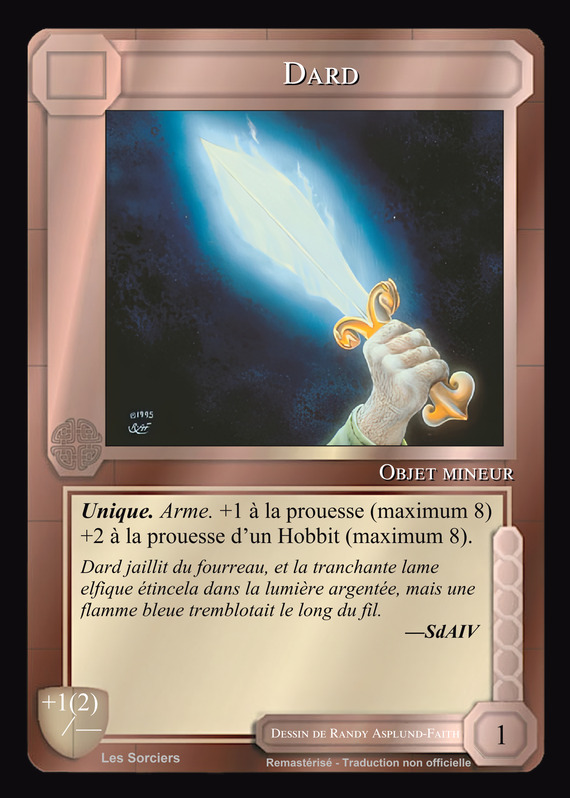 Dard
©1995
RAF
Objet mineur
Unique. Arme. +1 à la prouesse (maximum 8)
+2 à la prouesse d'un Hobbit (maximum 8).
Dard jaillit du fourreau, et la tranchante lame
elfique étincela dans la lumière argentée, mais une
flamme bleue tremblotait le long du fil.
—SdAIV
+1(2)
/—
Dessin de Randy Asplund-Faith
1
Les Sorciers
Remastérisé - Traduction non officielle